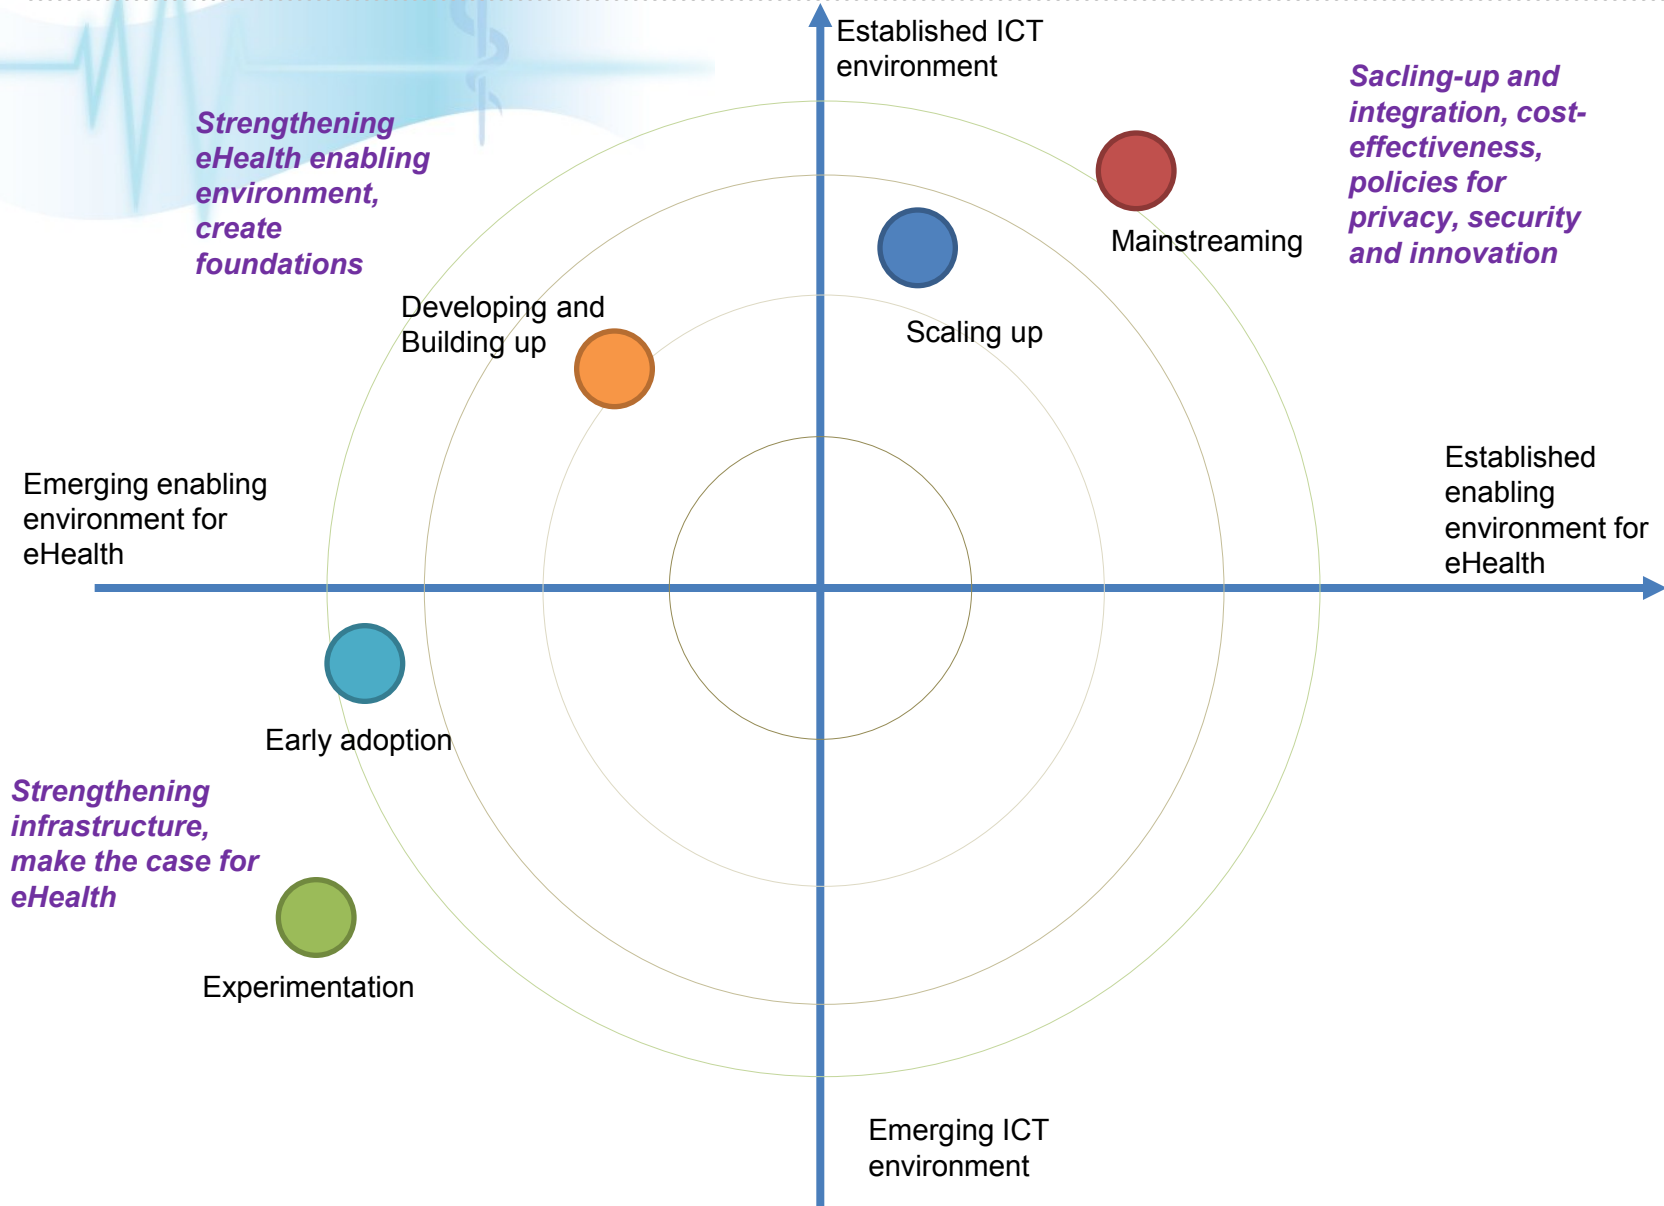 Established ICT
environment
Sacling-up and
integration, cost-
effectiveness,
policies for
privacy, security
and innovation
Strengthening
eHealth enabling
environment,
create
foundations
Mainstreaming
Developing and
Building up
Scaling up
Emerging enabling
environment for
eHealth
Established
enabling
environment for
eHealth
Early adoption
Strengthening
infrastructure,
make the case for
eHealth
Experimentation
Emerging ICT
environment